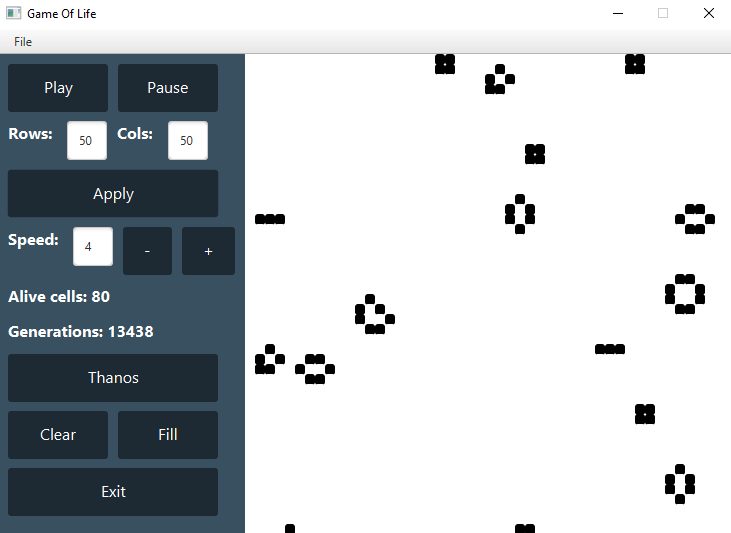 Game Of Life
File
Play Pause
Rows: 50 Cols: 50
Apply
Speed: 4 - +
Alive cells: 80
Generations: 13438
Thanos
Clear Fill
Exit